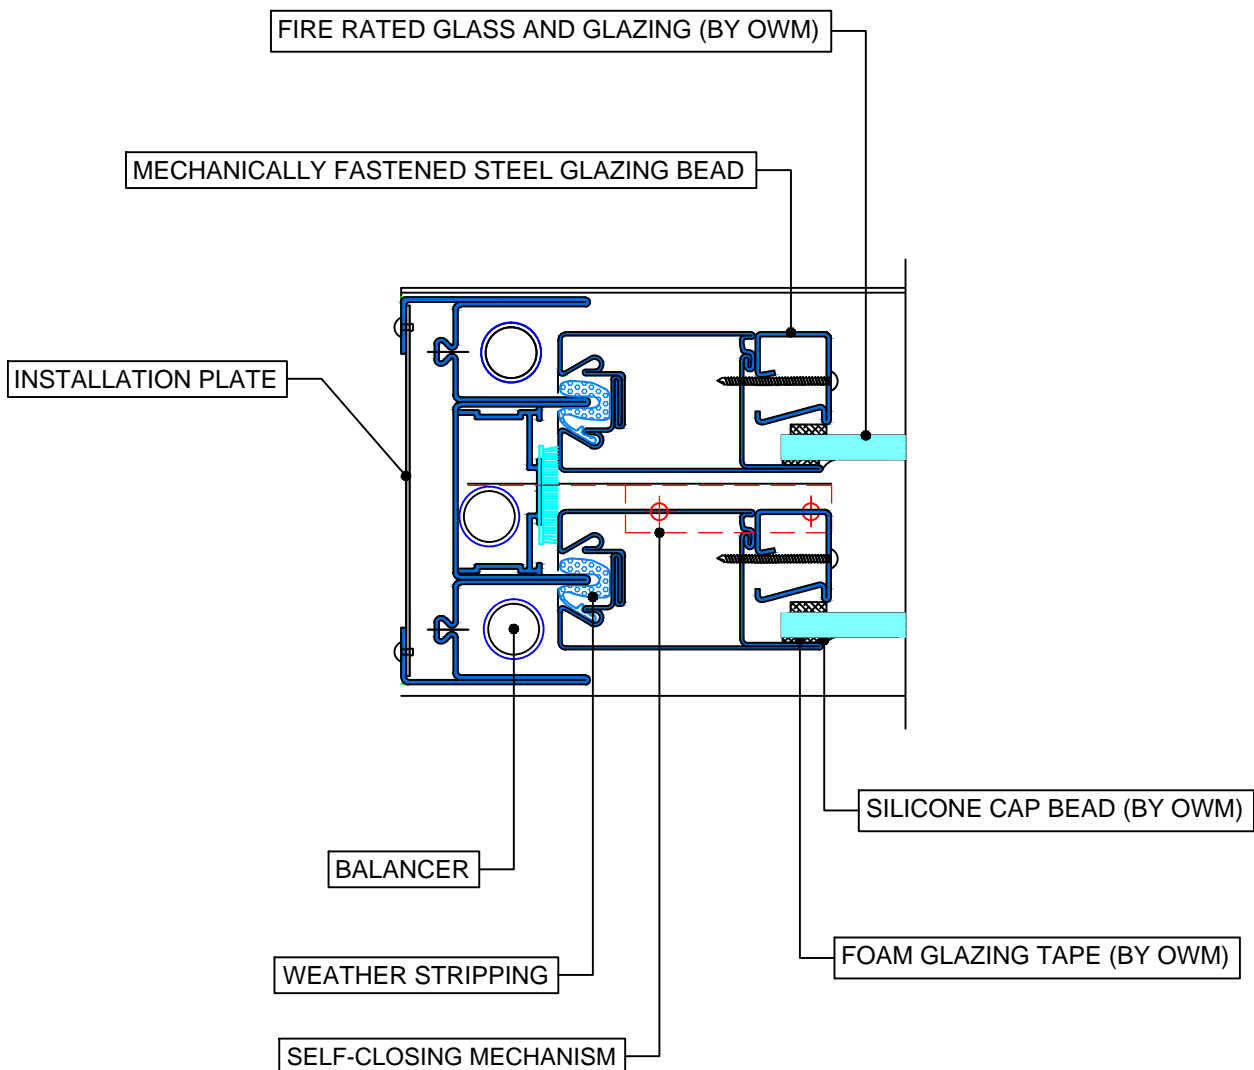 FIRE RATED GLASS AND GLAZING (BY OWM)
MECHANICALLY FASTENED STEEL GLAZING BEAD
INSTALLATION PLATE
SILICONE CAP BEAD (BY OWM)
BALANCER
FOAM GLAZING TAPE (BY OWM)
WEATHER STRIPPING
SELF-CLOSING MECHANISM